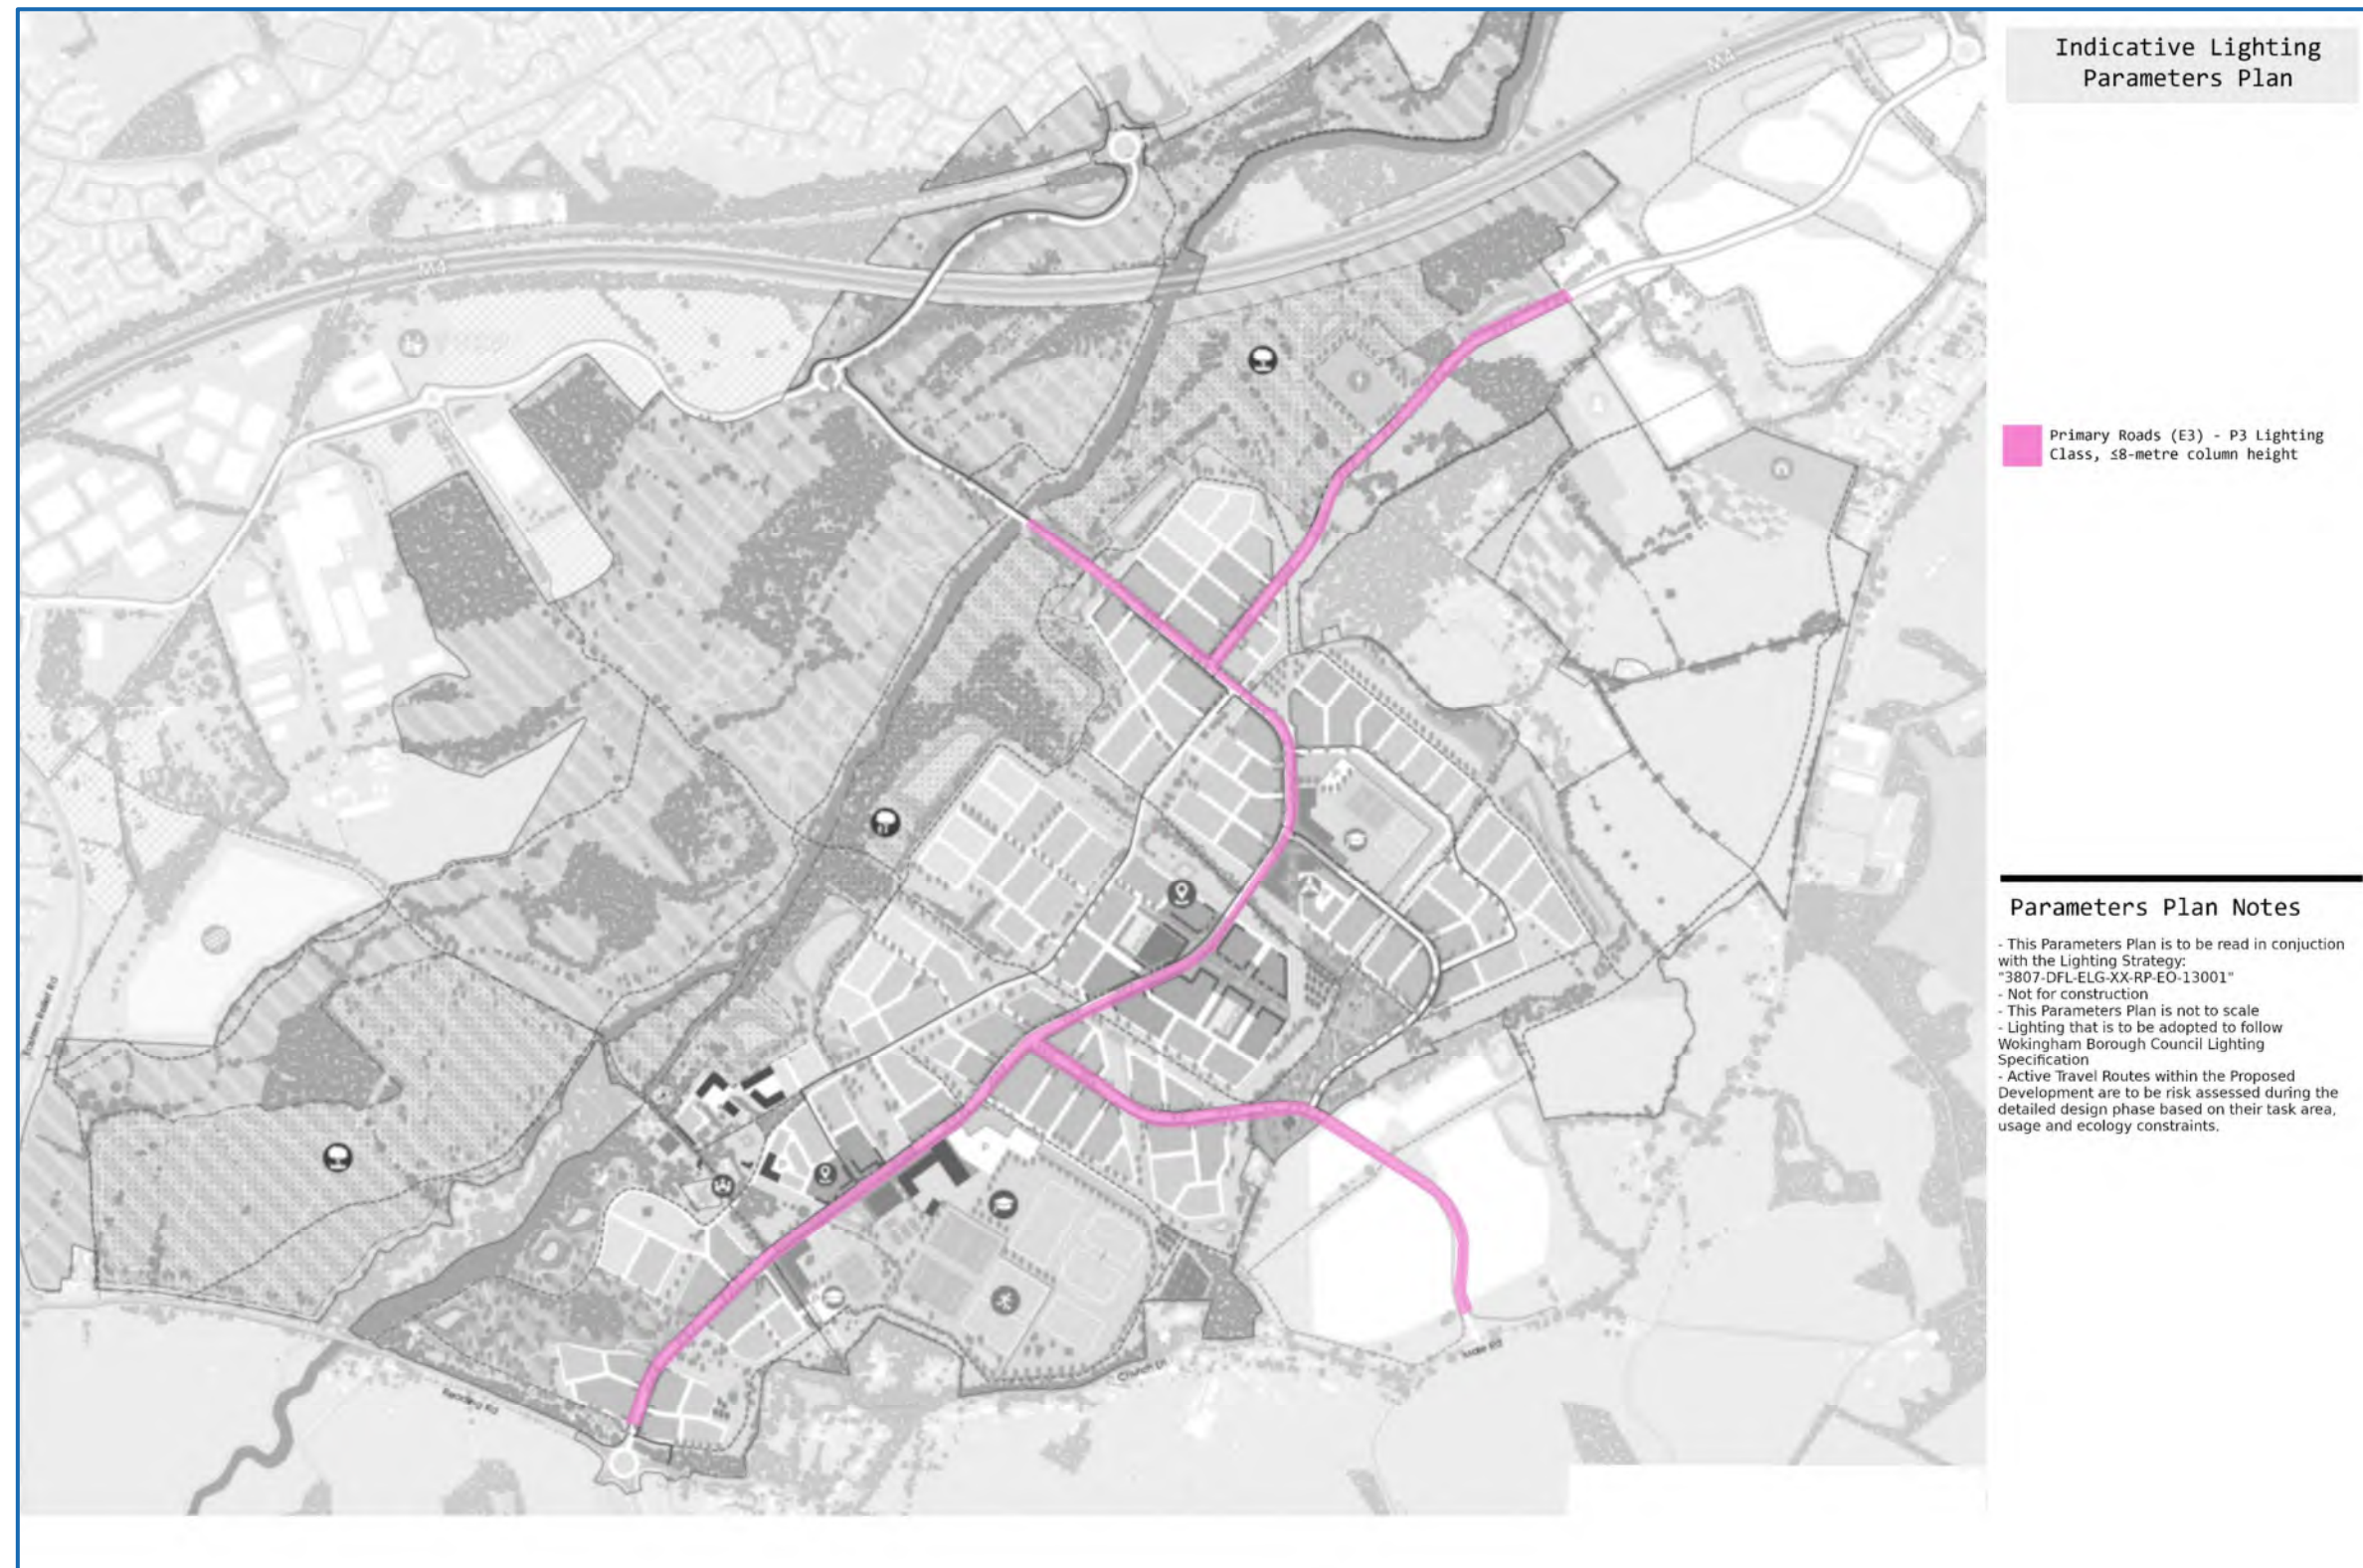 Indicative Lighting
Parameters Plan
M4
M4
Primary Roads (E3) - P3 Lighting
Class, ≤8-metre column height
Parameters Plan Notes
- This Parameters Plan is to be read in conjuction
with the Lighting Strategy:
"3807-DFL-ELG-XX-RP-EO-13001"
- Not for construction
- This Parameters Plan is not to scale
- Lighting that is to be adopted to follow
Wokingham Borough Council Lighting
Specification
- Active Travel Routes within the Proposed
Development are to be risk assessed during the
detailed design phase based on their task area,
usage and ecology constraints.
Reading Rd
Church Ln
Mole Rd